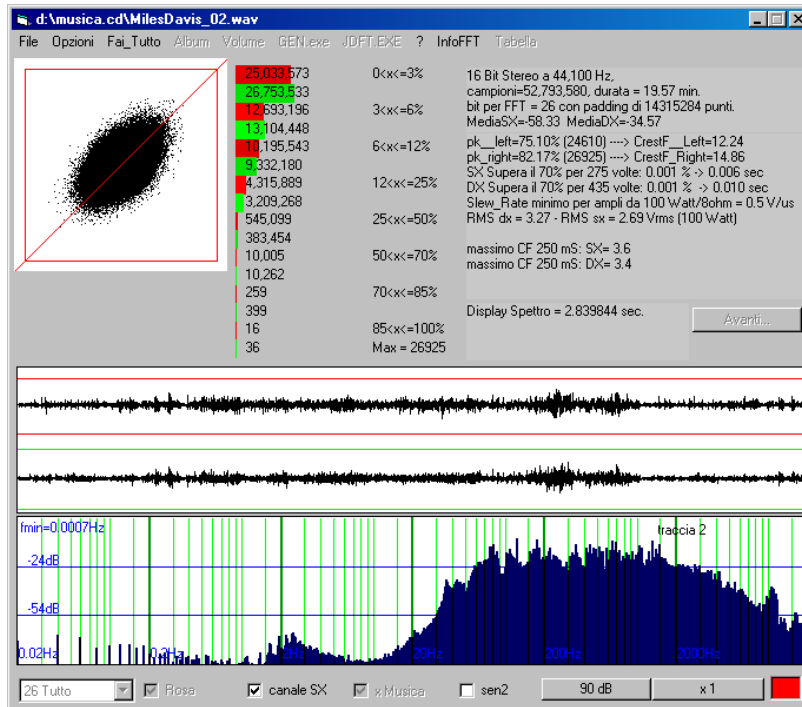 d:\musica.cd\MilesDavis_02.wav
File Opzioni Fai_Tutto Album Volume GEN.exe JDFT.EXE ? InfoFFT Tabella
25,033,573 0<x<=3%
26,753,533
12,693,196 3<x<=6%
13,104,448
10,195,543 6<x<=12%
9,332,180
4,315,889 12<x<=25%
3,209,268
545,099 25<x<=50%
383,454
10,005 50<x<=70%
10,262
259 70<x<=85%
399
16 85<x<=100%
36 Max = 26925
16 Bit Stereo a 44,100 Hz,
campioni=52,793,580, durata = 19.57 min.
bit per FFT = 26 con padding di 14315284 punti.
MediaSX=-58.33 MediaDX=-34.57
pk__left=75.10% (24610) ----> CrestF__Left=12.24
pk_right=82.17% (26925) ----> CrestF_Right=14.86
SX Supera il 70% per 275 volte: 0.001 % -> 0.006 sec
DX Supera il 70% per 435 volte: 0.001 % -> 0.010 sec
Slew_Rate minimo per ampli da 100 Watt/8ohm = 0.5 V/us
RMS dx = 3.27 - RMS sx = 2.69 Vrms (100 Watt)
massimo CF 250 mS: SX= 3.6
massimo CF 250 mS: DX= 3.4
Display Spettro = 2.839844 sec.
Avanti...
fmin=0.0007Hz
traccia 2
-24dB
-54dB
0.02Hz 0.2Hz 2Hz 20Hz 200Hz 2000Hz
26 Tutto Rosa canale SX x Musica sen2 90 dB x 1